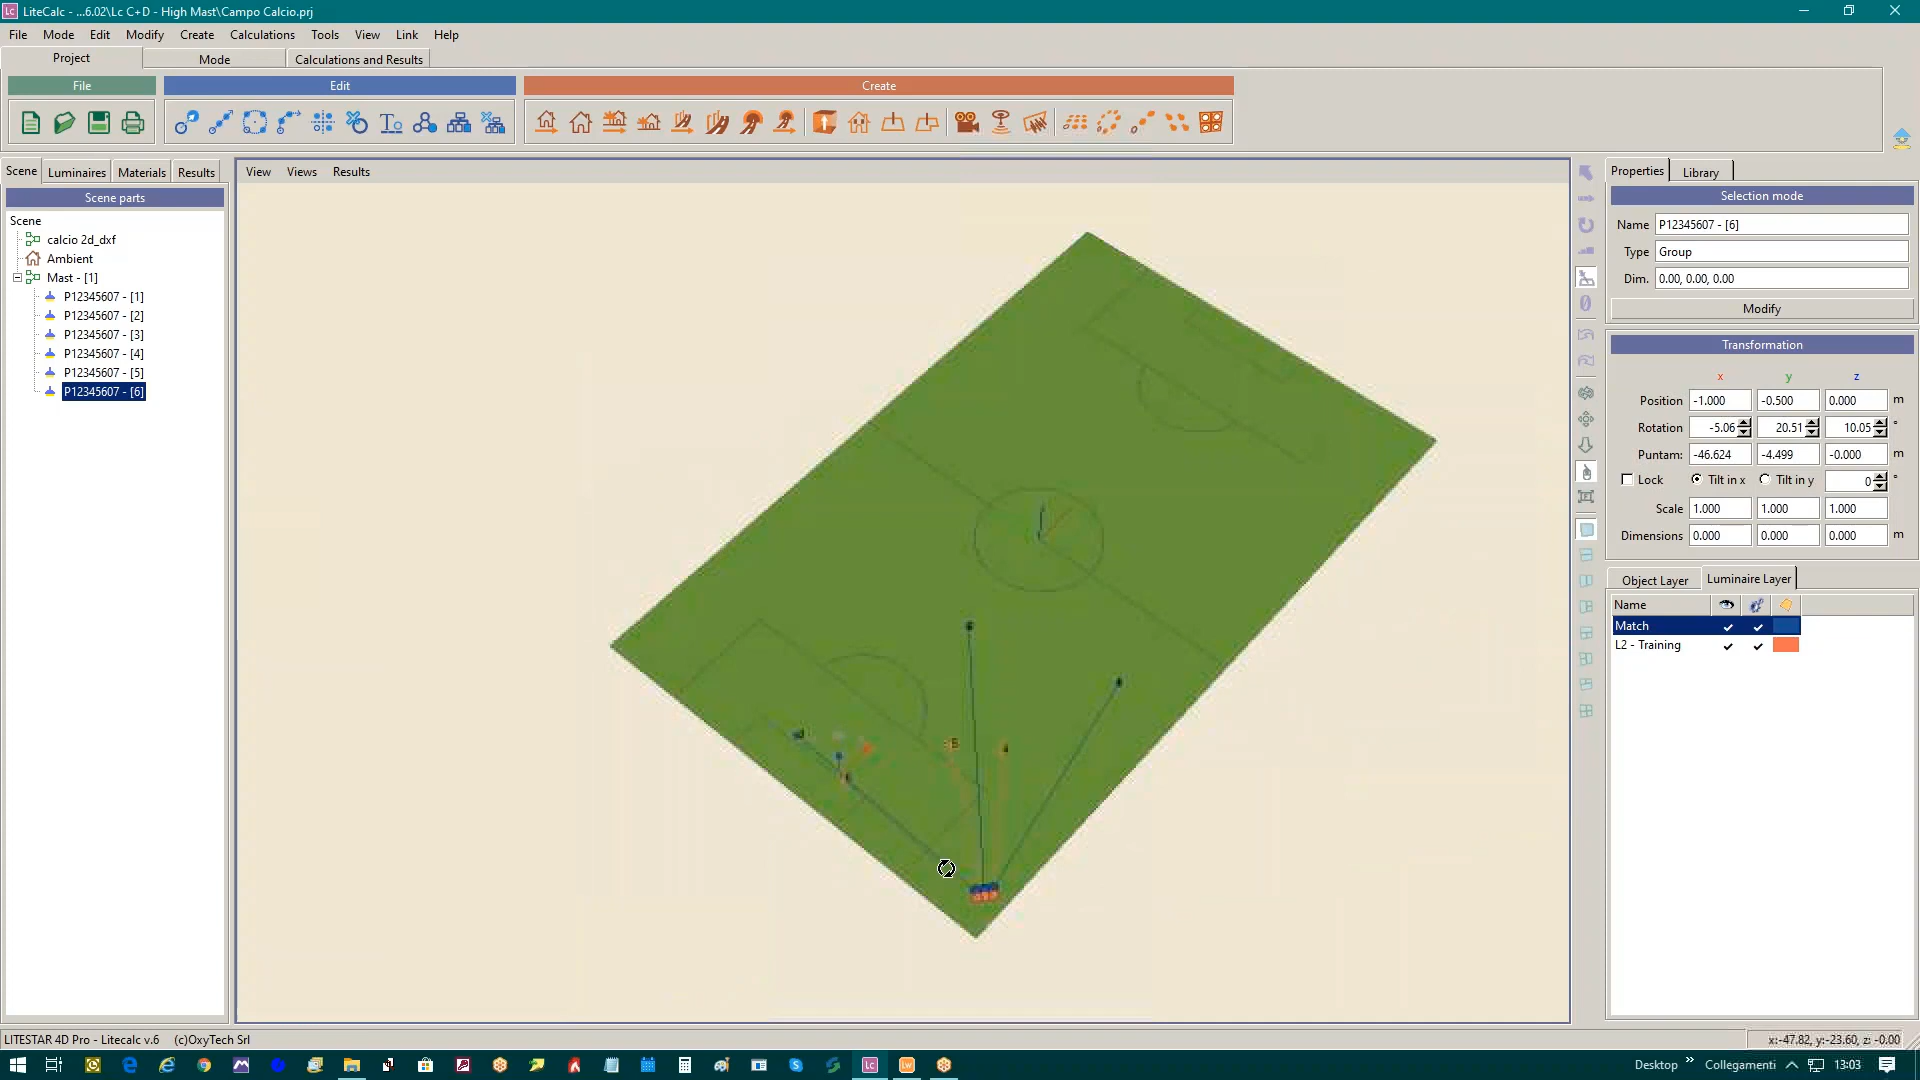 LiteCalc - ...6.02\Lc C+D - High Mast\Campo Calcio.prj
File Mode Edit Modify Create Calculations Tools View Link Help
Project Mode Calculations and Results
File Edit Create
Scene Luminaires Materials Results
Scene parts
Scene
calcio 2d_dxf
Ambient
Mast - [1]
P12345607 - [1]
P12345607 - [2]
P12345607 - [3]
P12345607 - [4]
P12345607 - [5]
P12345607 - [6]
View Views Results
Properties Library
Selection mode
Name P12345607 - [6]
Type Group
Dim. 0.00, 0.00, 0.00
Modify
Transformation
x y z
Position -1.000 -0.500 0.000 m
Rotation -5.06 20.51 10.05 °
Puntam: -46.624 -4.499 -0.000 m
Lock Tilt in x Tilt in y 0 °
Scale 1.000 1.000 1.000
Dimensions 0.000 0.000 0.000 m
Object Layer Luminaire Layer
Name
Match
L2 - Training
LITESTAR 4D Pro - Litecalc v.6 (c)OxyTech Srl
x:-47.82, y:-23.60, z: -0.00
Desktop Collegamenti 13:03